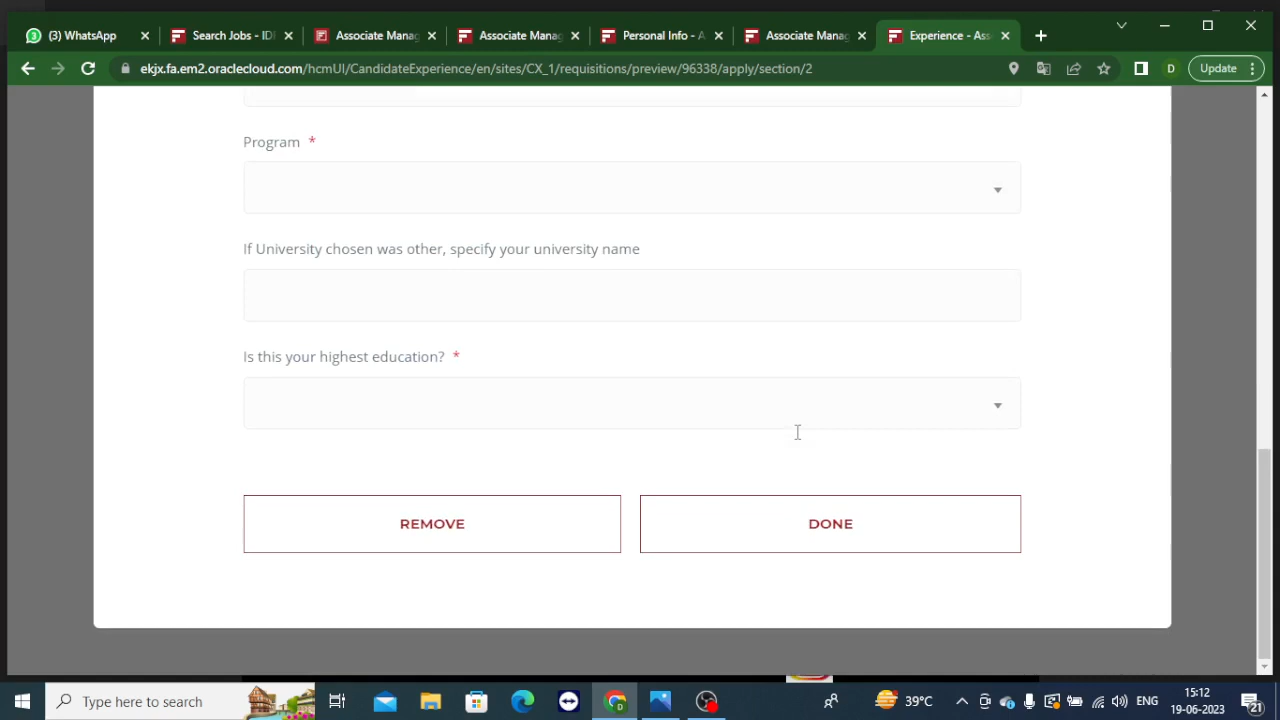 (3) WhatsApp
Search Jobs - IDF
Associate Manag
Associate Manag
Personal Info - A
Associate Manag
Experience - Ass
ekjx.fa.em2.oraclecloud.com/hcmUI/CandidateExperience/en/sites/CX_1/requisitions/preview/96338/apply/section/2
D
Update
Program *
If University chosen was other, specify your university name
Is this your highest education? *
REMOVE
DONE
Type here to search
39°C
ENG
15:12
19-06-2023
21